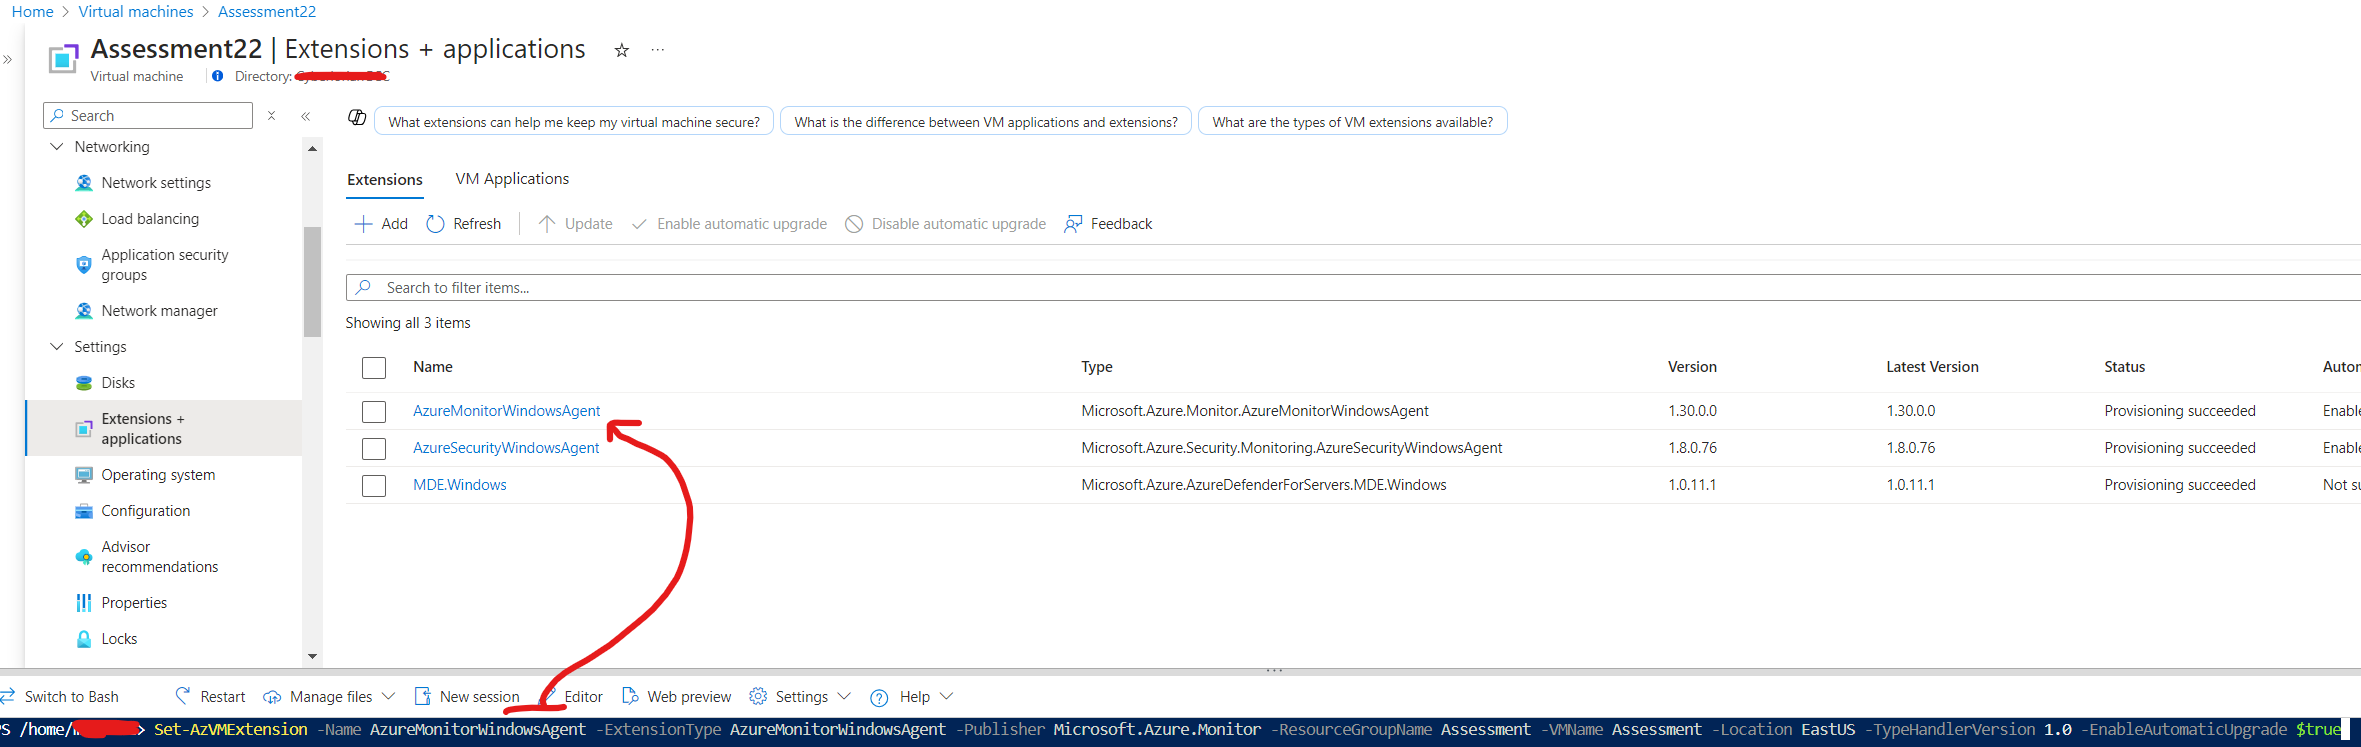 Home > Virtual machines > Assessment22
Assessment22 | Extensions + applications
Virtual machine
Directory:
Search
What extensions can help me keep my virtual machine secure?
What is the difference between VM applications and extensions?
What are the types of VM extensions available?
Networking
Network settings
Load balancing
Application security
groups
Network manager
Settings
Disks
Extensions +
applications
Operating system
Configuration
Advisor
recommendations
Properties
Locks
Extensions VM Applications
Add Refresh Update Enable automatic upgrade Disable automatic upgrade Feedback
Search to filter items...
Showing all 3 items
Name Type Version Latest Version Status Auton
AzureMonitorWindowsAgent Microsoft.Azure.Monitor.AzureMonitorWindowsAgent 1.30.0.0 1.30.0.0 Provisioning succeeded Enable
AzureSecurityWindowsAgent Microsoft.Azure.Security.Monitoring.AzureSecurityWindowsAgent 1.8.0.76 1.8.0.76 Provisioning succeeded Enable
MDE.Windows Microsoft.Azure.AzureDefenderForServers.MDE.Windows 1.0.11.1 1.0.11.1 Provisioning succeeded Not su
Switch to Bash Restart Manage files New session Editor Web preview Settings Help
PS /home/ > Set-AzVMExtension -Name AzureMonitorWindowsAgent -ExtensionType AzureMonitorWindowsAgent -Publisher Microsoft.Azure.Monitor -ResourceGroupName Assessment -VMName Assessment -Location EastUS -TypeHandlerVersion 1.0 -EnableAutomaticUpgrade $true